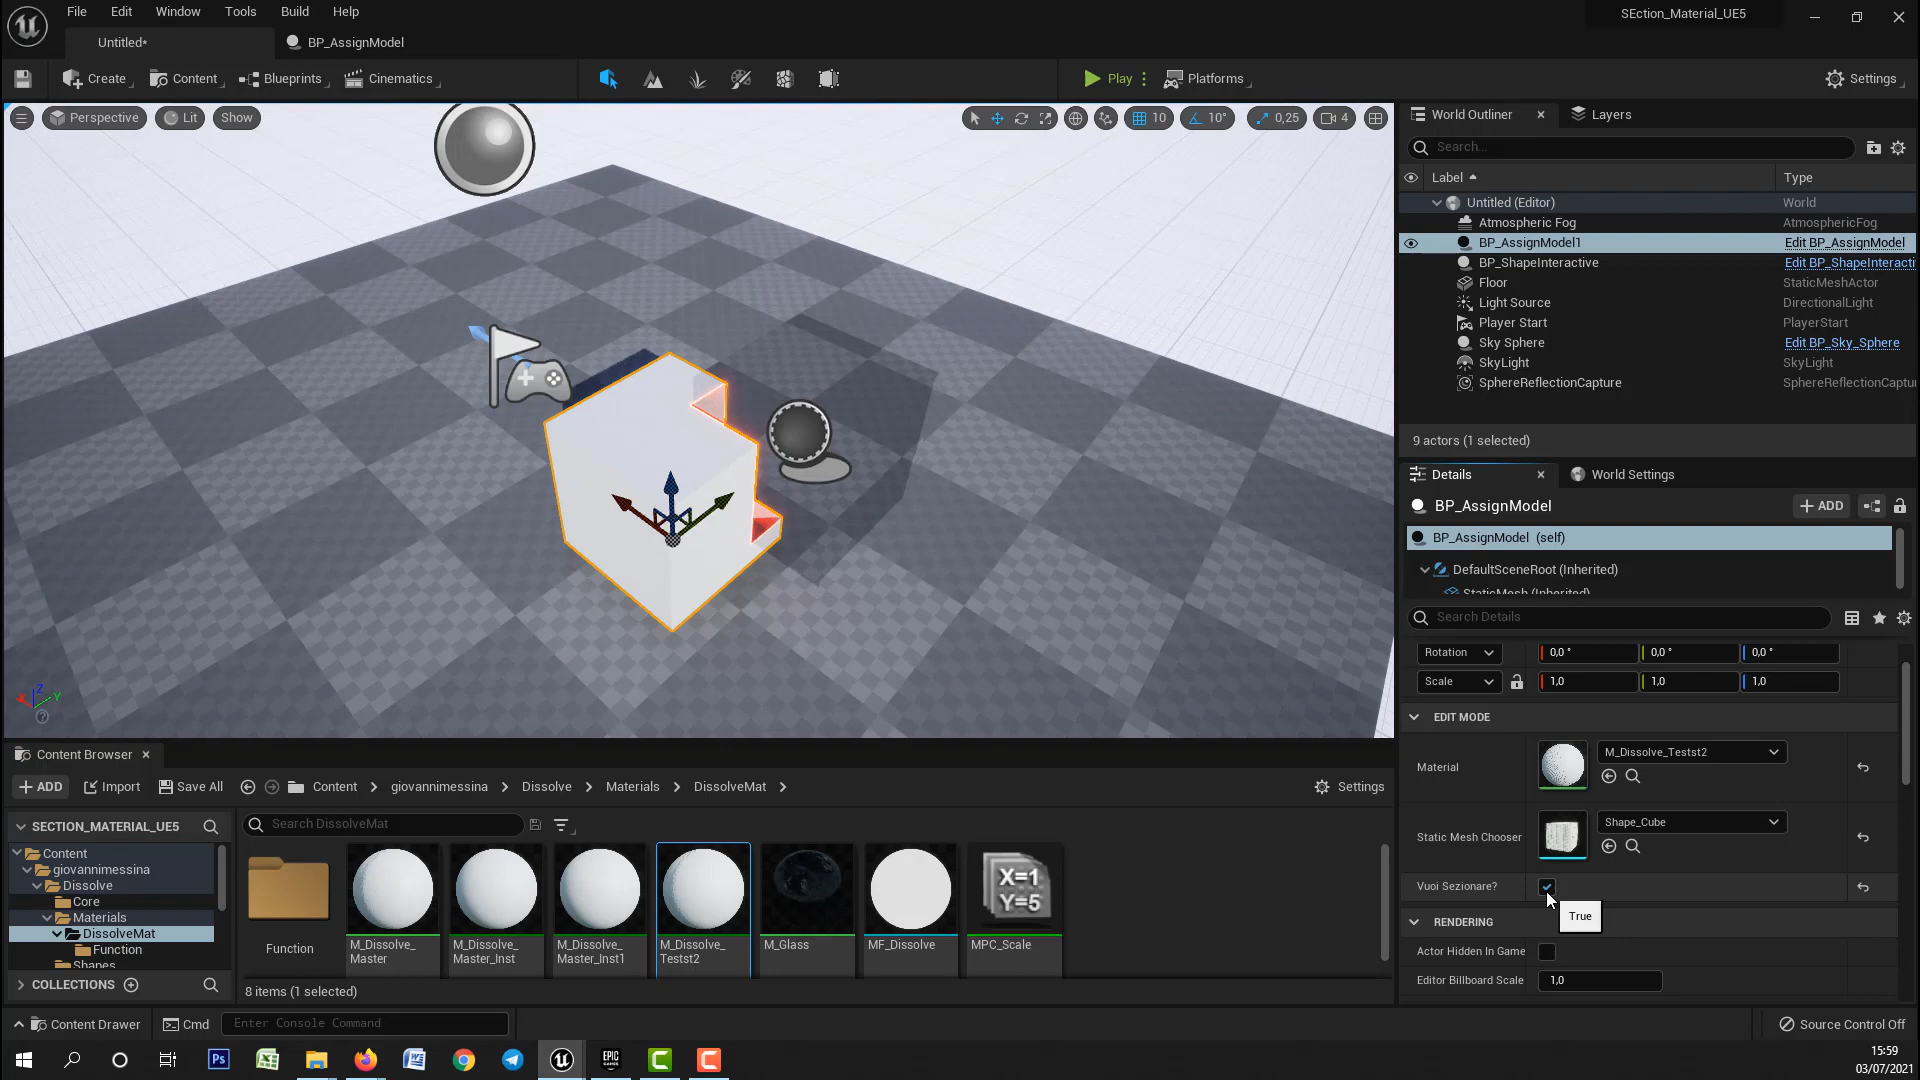 File Edit Window Tools Build Help
SEction_Material_UE5
Untitled*
BP_AssignModel
Create
Content
Blueprints
Cinematics
Play
Platforms
Settings
Perspective
Lit
Show
10
10°
0,25
4
X
Z
Y
World Outliner
Layers
Search...
Label
Type
Untitled (Editor) World
Atmospheric Fog AtmosphericFog
BP_AssignModel1 Edit BP_AssignModel
BP_ShapeInteractive Edit BP_ShapeInteracti
Floor StaticMeshActor
Light Source DirectionalLight
Player Start PlayerStart
Sky Sphere Edit BP_Sky_Sphere
SkyLight SkyLight
SphereReflectionCapture SphereReflectionCaptu
9 actors (1 selected)
Details
World Settings
BP_AssignModel
ADD
BP_AssignModel (self)
DefaultSceneRoot (Inherited)
StaticMesh (Inherited)
Search Details
Rotation 0,0 ° 0,0 ° 0,0 °
Scale 1,0 1,0 1,0
EDIT MODE
Material
M_Dissolve_Testst2
Static Mesh Chooser
Shape_Cube
Vuoi Sezionare?
True
RENDERING
Actor Hidden In Game
Editor Billboard Scale 1,0
Content Browser
ADD
Import
Save All
Content
giovannimessina
Dissolve
Materials
DissolveMat
Settings
SECTION_MATERIAL_UE5
Content
giovannimessina
Dissolve
Core
Materials
DissolveMat
Function
Shapes
COLLECTIONS
Search DissolveMat
X=1
Y=5
Function
M_Dissolve_
Master
M_Dissolve_
Master_Inst
M_Dissolve_
Master_Inst1
M_Dissolve_
Testst2
M_Glass
MF_Dissolve
MPC_Scale
8 items (1 selected)
Content Drawer
Cmd
Enter Console Command
Source Control Off
Ps
EPIC
GAMES
15:59
03/07/2021